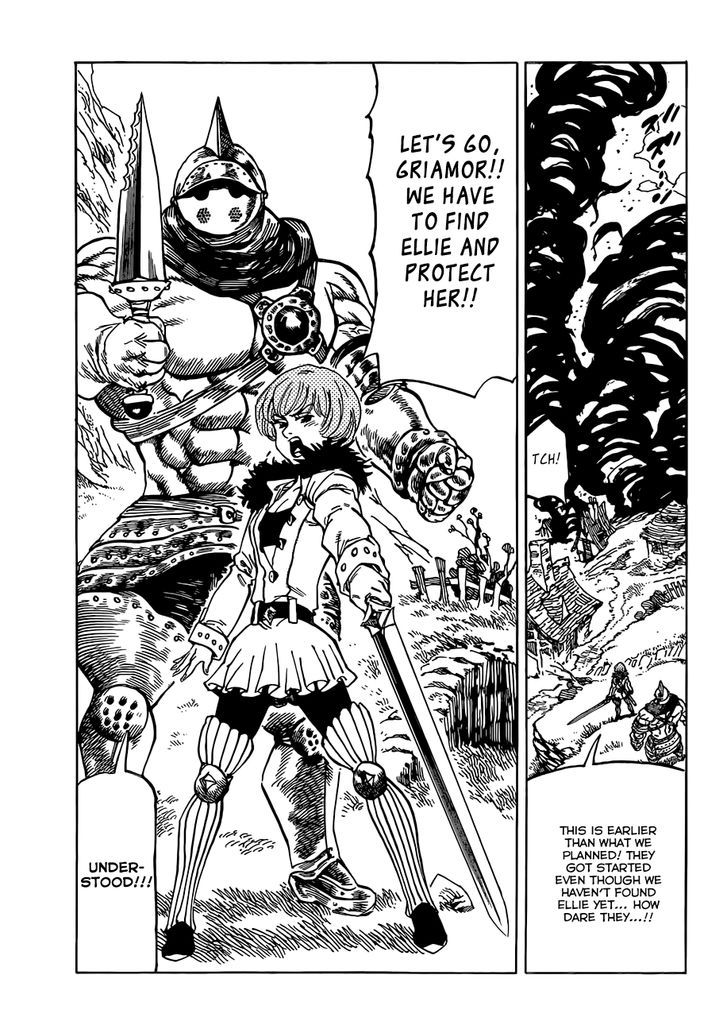 TCH!
THIS IS EARLIER
THAN WHAT WE
PLANNED! THEY
GOT STARTED
EVEN THOUGH WE
HAVEN'T FOUND
ELLIE YET... HOW
DARE THEY...!!
LET'S GO,
GRIAMOR!!
WE HAVE
TO FIND
ELLIE AND
PROTECT
HER!!
UNDER-
STOOD!!!